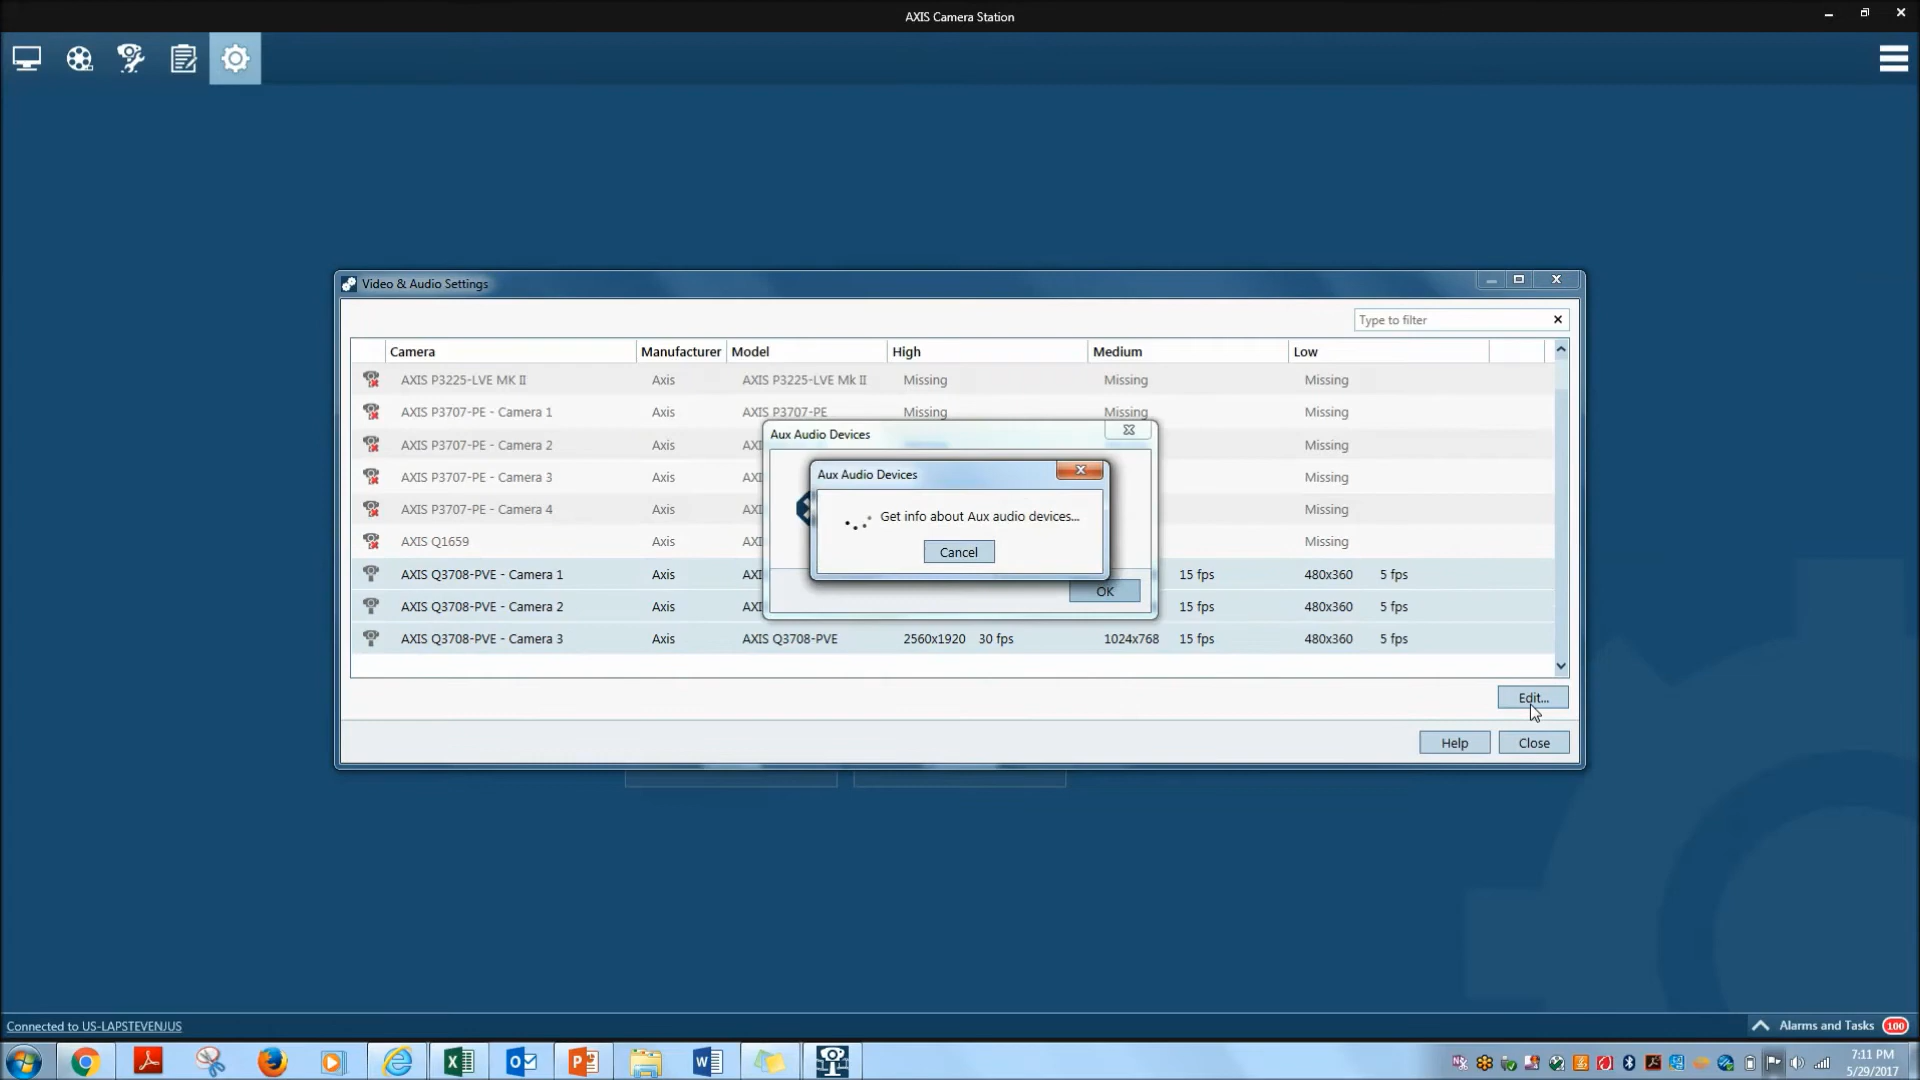 AXIS Camera Station
Video & Audio Settings
Type to filter
Camera Manufacturer Model High Medium Low
AXIS P3225-LVE MK II Axis AXIS P3225-LVE Mk II Missing Missing Missing
AXIS P3707-PE - Camera 1 Axis AXIS P3707-PE Missing Missing Missing
Aux Audio Devices
AXIS P3707-PE - Camera 2 Axis AXI Missing
Aux Audio Devices
AXIS P3707-PE - Camera 3 Axis AXI Missing
AXIS P3707-PE - Camera 4 Axis AXI Missing
Get info about Aux audio devices...
AXIS Q1659 Axis AXI Missing
Cancel
AXIS Q3708-PVE - Camera 1 Axis AXI 15 fps 480x360 5 fps
OK
AXIS Q3708-PVE - Camera 2 Axis AXI 15 fps 480x360 5 fps
AXIS Q3708-PVE - Camera 3 Axis AXIS Q3708-PVE 2560x1920 30 fps 1024x768 15 fps 480x360 5 fps
Edit...
Help Close
Connected to US-LAPSTEVENJUS
Alarms and Tasks 100
7:11 PM
5/29/2017